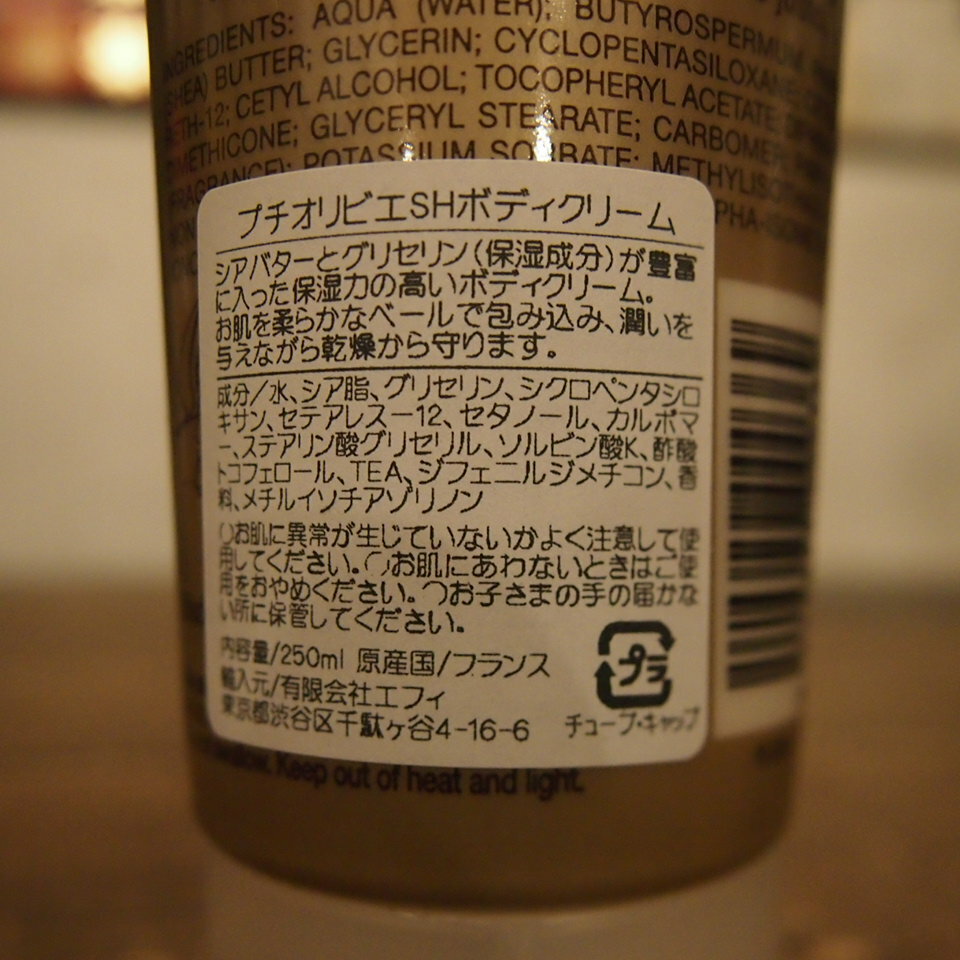 INGREDIENTS: AQUA (WATER); BUTYROSPERMUM
(SHEA) BUTTER; GLYCERIN; CYCLOPENTASILOXANE;
TH-12; CETYL ALCOHOL; TOCOPHERYL ACETATE;
METHICONE; GLYCERYL STEARATE; CARBOMER;
FRAGRANCE); POTASSIUM SORBATE;
プチオリビエSHボディクリーム
シアバターとグリセリン(保湿成分)が豊富
に入った保湿力の高いボディクリーム。
お肌を柔らかなベールで包み込み、潤いを
与えながら乾燥から守ります。
成分/水、シア脂、グリセリン、シクロペンタシロ
キサン、セテアレスー12、セタノール、カルボマ
ー、ステアリン酸グリセリル、ソルビン酸K、酢酸
トコフェロール、TEA、ジフェニルジメチコン、香
料、メチルイソチアゾリノン
○お肌に異常が生じていないかよく注意して使
用してください。○お肌にあわないときはご使
用をおやめください。○お子さまの手の届かな
い所に保管してください。
内容量/250ml 原産国/フランス
輸入元/有限会社エフィ
東京都渋谷区千駄ヶ谷4-16-6
プラ
チューブ・キャップ
Keep out of heat and light.